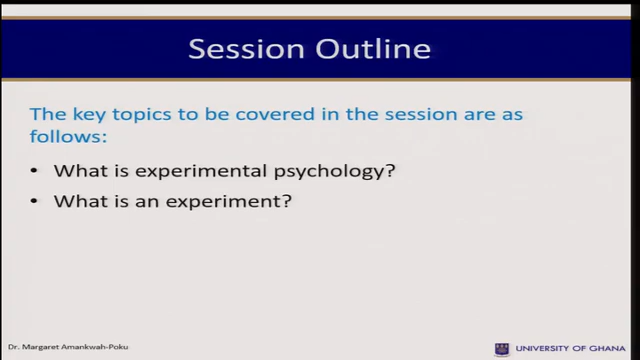 Session Outline
The key topics to be covered in the session are as
follows:
• What is experimental psychology?
• What is an experiment?
Dr. Margaret Amankwah-Poku
UNIVERSITY OF GHANA